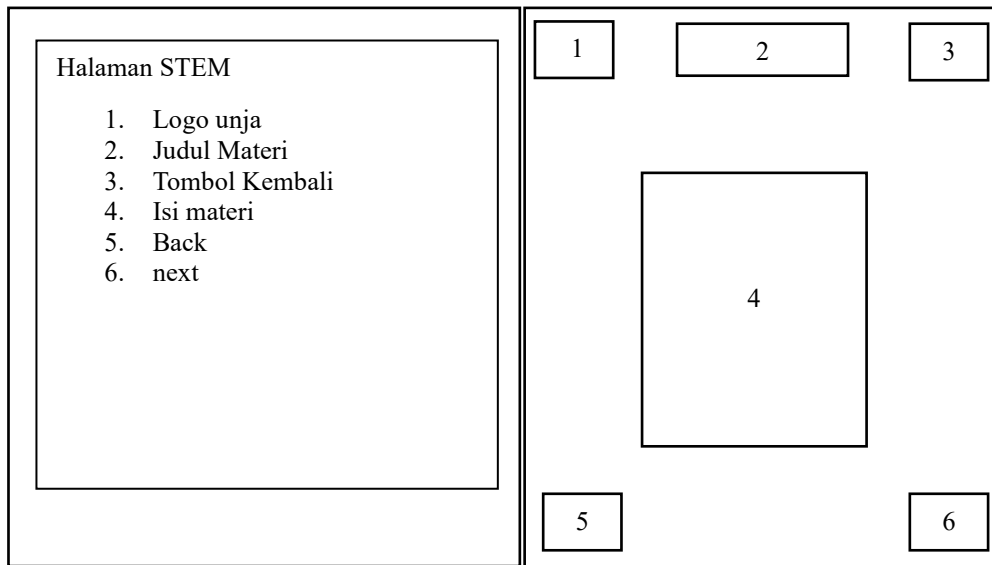 Halaman STEM
1. Logo unja
2. Judul Materi
3. Tombol Kembali
4. Isi materi
5. Back
6. next
1
2
3
4
5
6